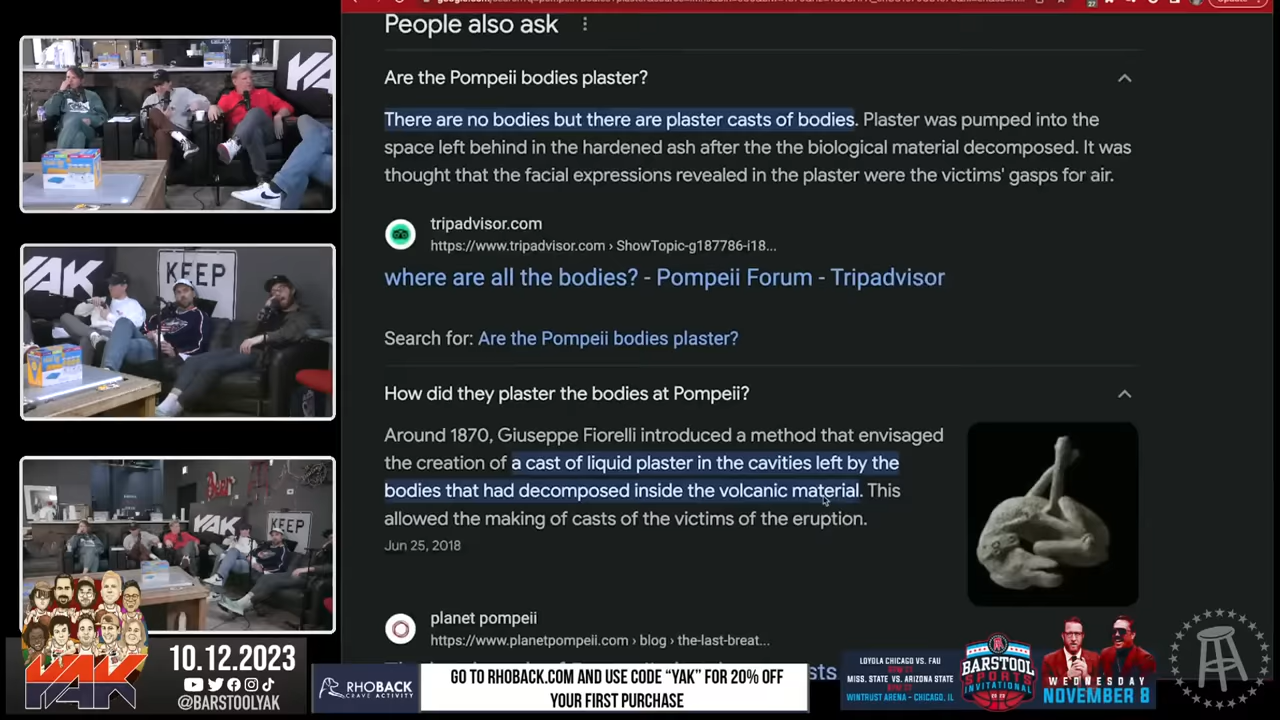 People also ask
Are the Pompeii bodies plaster?
There are no bodies but there are plaster casts of bodies. Plaster was pumped into the
space left behind in the hardened ash after the the biological material decomposed. It was
thought that the facial expressions revealed in the plaster were the victims' gasps for air.
tripadvisor.com
https://www.tripadvisor.com › ShowTopic-g187786-i18...
where are all the bodies? - Pompeii Forum - Tripadvisor
Search for: Are the Pompeii bodies plaster?
How did they plaster the bodies at Pompeii?
Around 1870, Giuseppe Fiorelli introduced a method that envisaged
the creation of a cast of liquid plaster in the cavities left by the
bodies that had decomposed inside the volcanic material. This
allowed the making of casts of the victims of the eruption.
Jun 25, 2018
planet pompeii
https://www.planetpompeii.com › blog › the-last-breat...
YAK
YAK
KEEP
YAK
KEEP
YAK
10.12.2023
@BARSTOOLYAK
RHOBACK
GO TO RHOBACK.COM AND USE CODE “YAK” FOR 20% OFF
YOUR FIRST PURCHASE
LOYOLA CHICAGO VS. FAU
MISS. STATE VS. ARIZONA STATE
WINTRUST ARENA - CHICAGO, IL
BARSTOOL
SPORTS
INVITATIONAL
WEDNESDAY
NOVEMBER 8